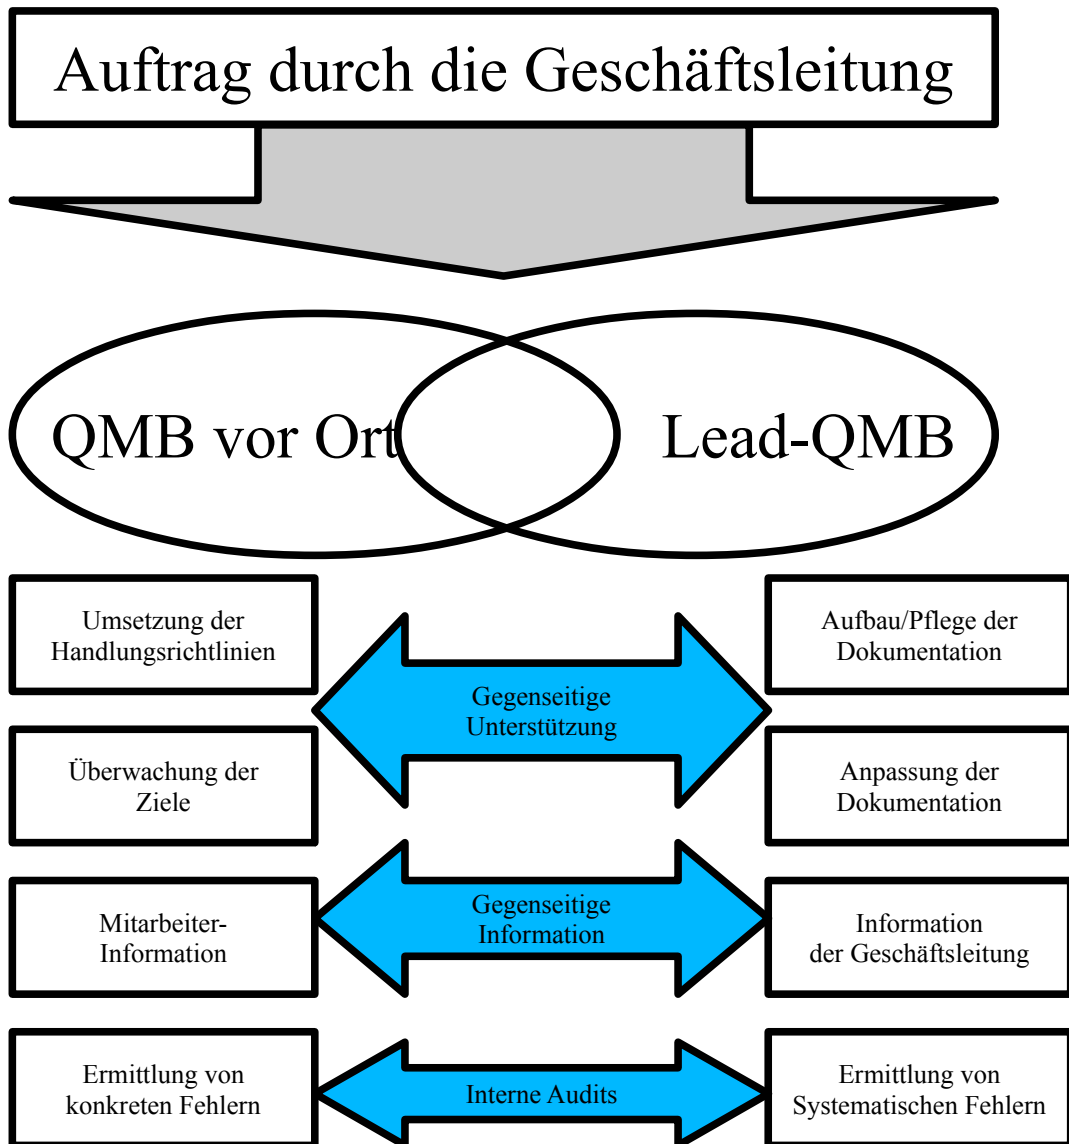 Auftrag durch die Geschäftsleitung
QMB vor Ort
Lead-QMB
Umsetzung der
Handlungsrichtlinien
Gegenseitige
Unterstützung
Aufbau/Pflege der
Dokumentation
Überwachung der
Ziele
Anpassung der
Dokumentation
Mitarbeiter-
Information
Gegenseitige
Information
Information
der Geschäftsleitung
Ermittlung von
konkreten Fehlern
Interne Audits
Ermittlung von
Systematischen Fehlern